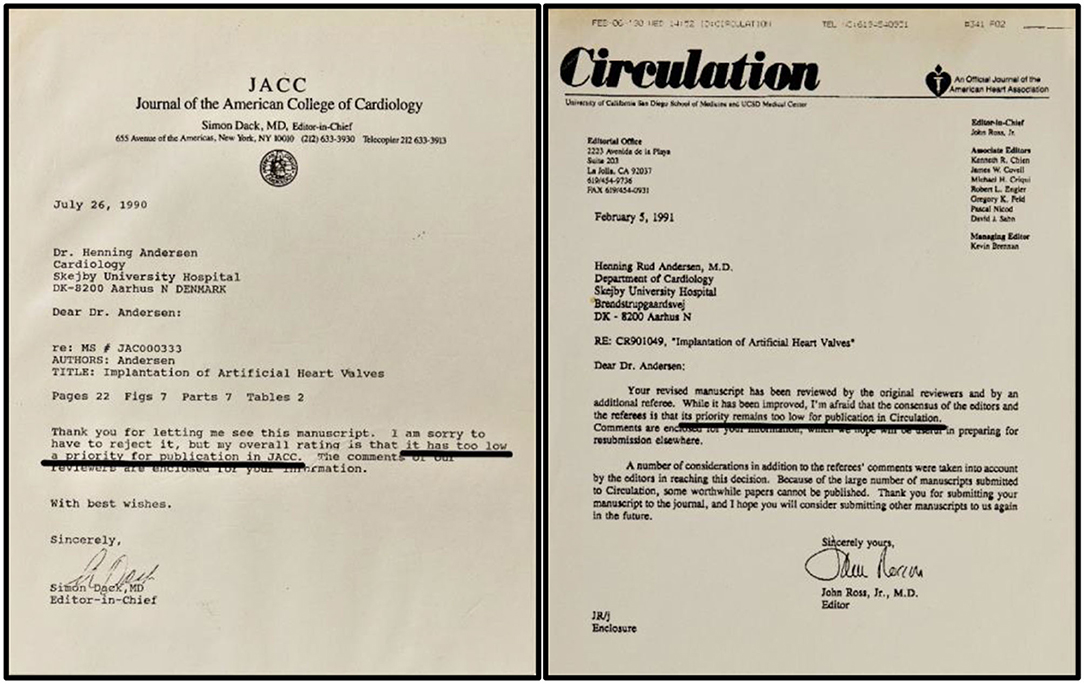 JACC
Journal of the American College of Cardiology
Simon Dack, MD, Editor-in-Chief
655 Avenue of the Americas, New York, NY 10010 (212) 633-3930 Telecopier 212 633-3913
July 26, 1990
Dr. Henning Andersen
Cardiology
Skejby University Hospital
DK-8200 Aarhus N DENMARK
Dear Dr. Andersen:
re: MS # JAC000333
AUTHORS: Andersen
TITLE: Implantation of Artificial Heart Valves
Pages 22 Figs 7 Parts 7 Tables 2
Thank you for letting me see this manuscript. I am sorry to
have to reject it, but my overall rating is that it has too low
a priority for publication in JACC. The comments of our
reviewers are enclosed for your information.
With best wishes.
Sincerely,
Simon Dack, MD
Editor-in-Chief
FEB-06-'90 WED 14:52 ID:CIRCULATION
#341 P02
Circulation
An Official Journal of the
American Heart Association
University of California San Diego School of Medicine and UCSD Medical Center
Editorial Office
2223 Avenida de la Playa
Suite 203
La Jolla, CA 92037
619/454-9736
FAX 619/454-0931
Editor-in-Chief
John Ross, Jr.
Associate Editors
Kenneth R. Chien
James W. Covell
Michael H. Criqui
Robert L. Engler
Gregory K. Feld
Pascal Nicod
David J. Sahn
Managing Editor
Kevin Brennan
February 5, 1991
Henning Rud Andersen, M.D.
Department of Cardiology
Skejby University Hospital
Brendstrupgaardsvej
DK - 8200 Aarhus N
RE: CR901049, "Implantation of Artificial Heart Valves"
Dear Dr. Andersen:
Your revised manuscript has been reviewed by the original reviewers and by an
additional referee. While it has been improved, I'm afraid that the consensus of the editors and
the referees is that its priority remains too low for publication in Circulation.
Comments are enclosed for your information, which we hope will be useful in preparing for
resubmission elsewhere.
A number of considerations in addition to the referees' comments were taken into account
by the editors in reaching this decision. Because of the large number of manuscripts submitted
to Circulation, some worthwhile papers cannot be published. Thank you for submitting your
manuscript to the journal, and I hope you will consider submitting other manuscripts to us again
in the future.
Sincerely yours,
John Ross, Jr., M.D.
Editor
JR/j
Enclosure